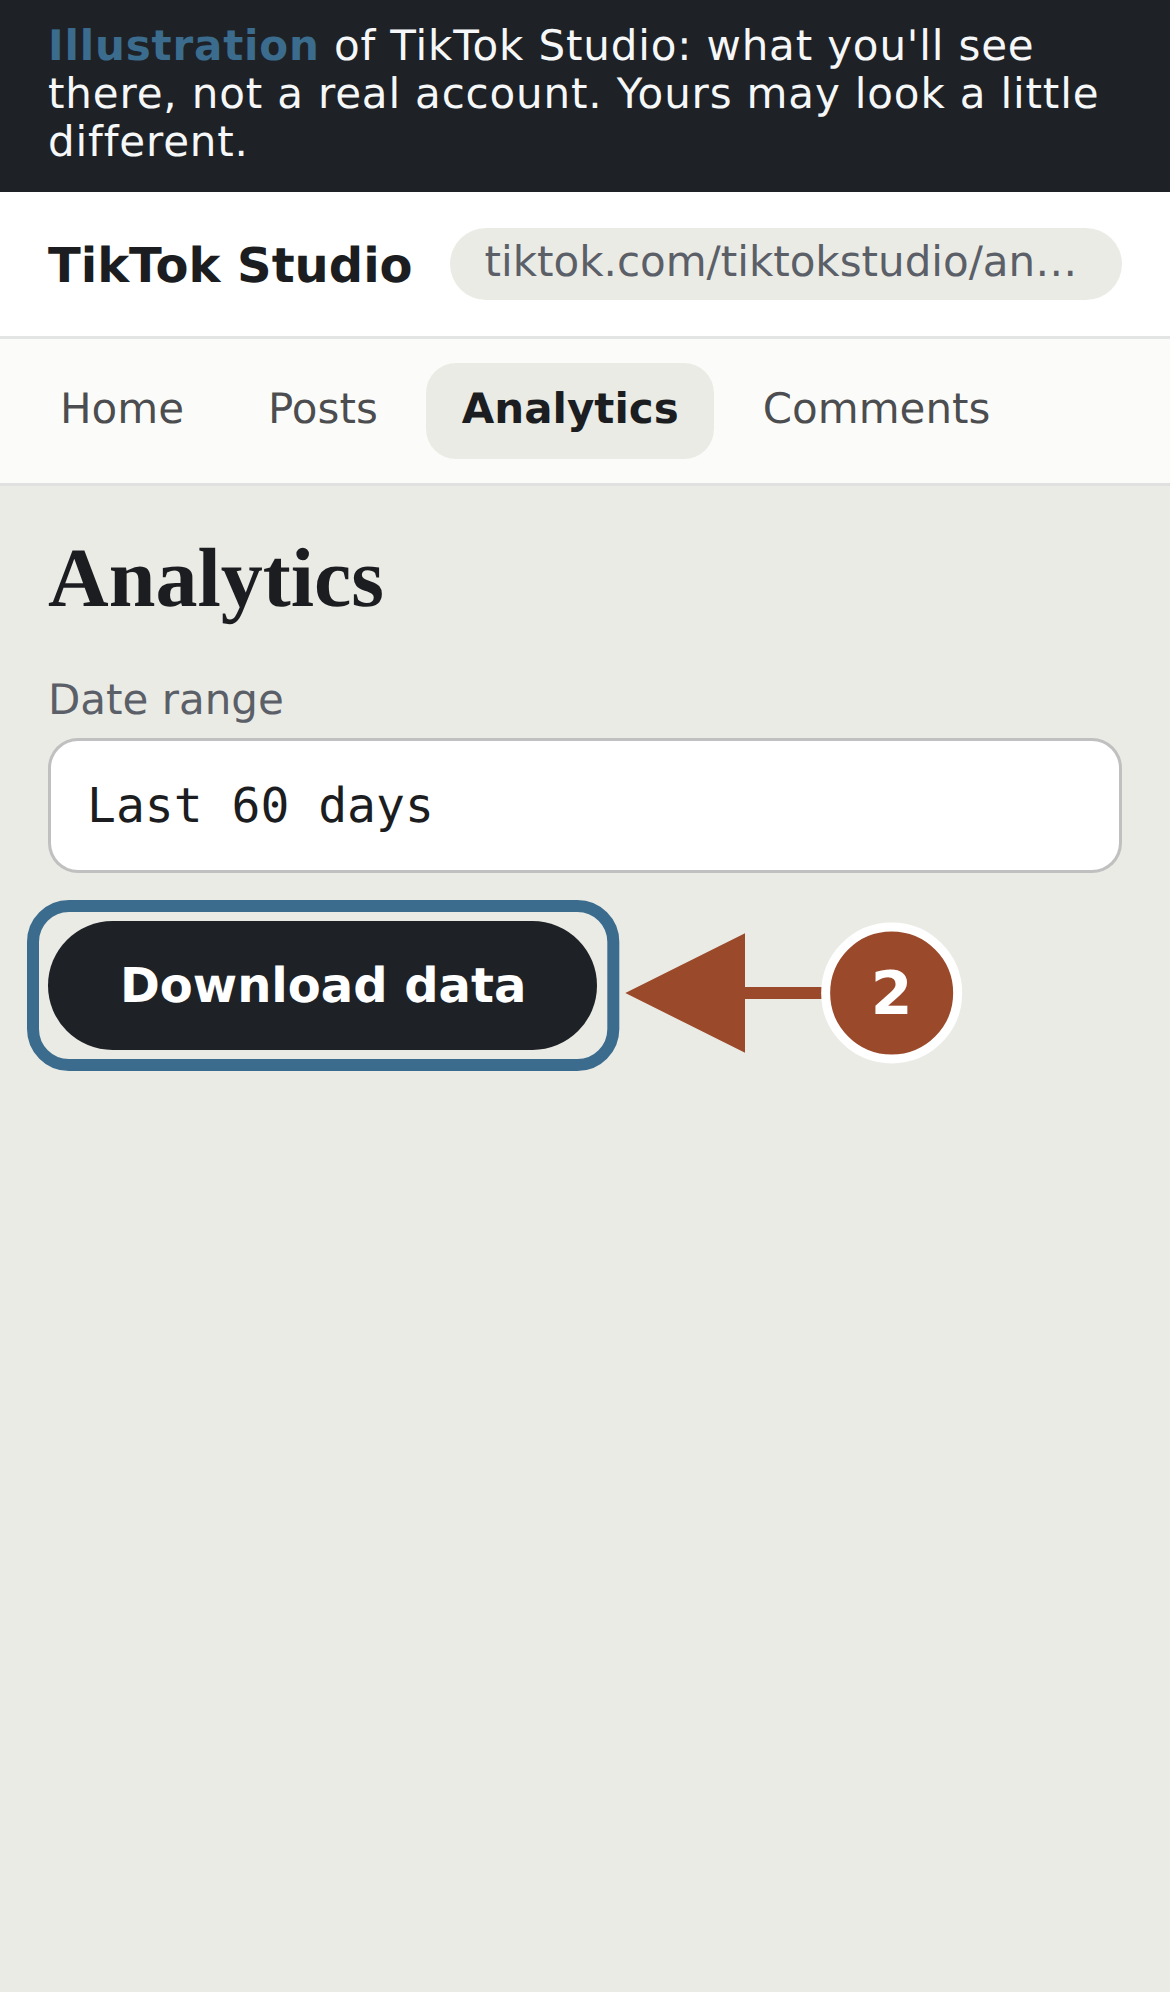 Illustration of TikTok Studio: what you'll see
there, not a real account. Yours may look a little
different.
TikTok Studio
tiktok.com/tiktokstudio/an…
Home
Posts
Analytics
Comments
Analytics
Date range
Last 60 days
Download data
2